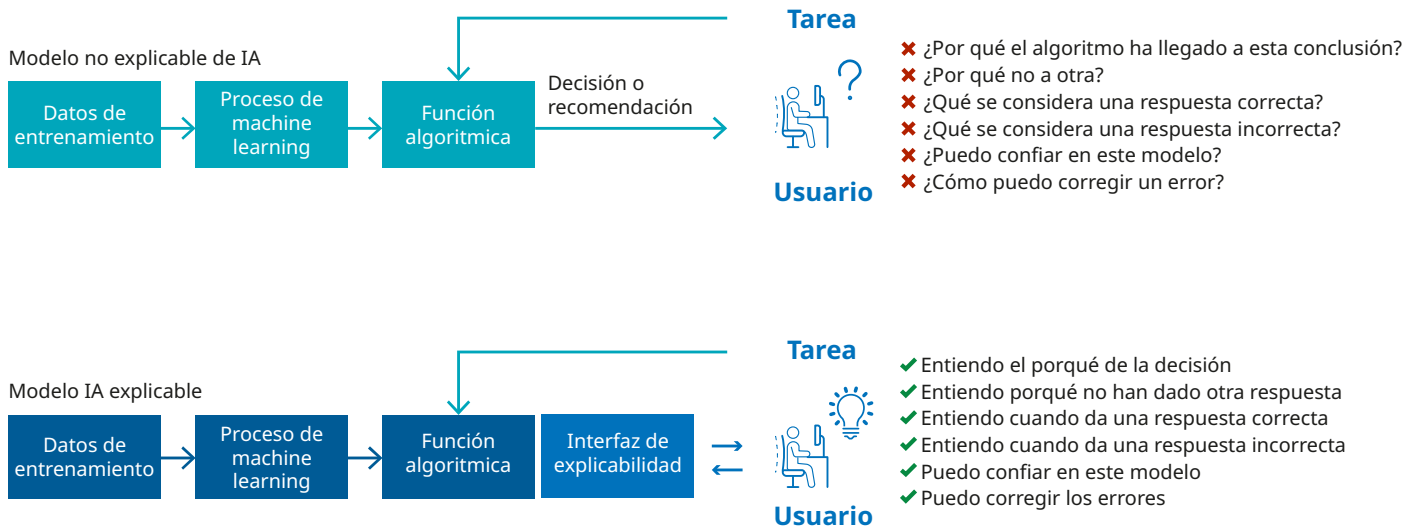 Tarea
Modelo no explicable de IA
Datos de
entrenamiento
Proceso de
machine
learning
Función
algoritmica
Decisión o
recomendación
Usuario
¿Por qué el algoritmo ha llegado a esta conclusión?
¿Por qué no a otra?
¿Qué se considera una respuesta correcta?
¿Qué se considera una respuesta incorrecta?
¿Puedo confiar en este modelo?
¿Cómo puedo corregir un error?
Tarea
Modelo IA explicable
Datos de
entrenamiento
Proceso de
machine
learning
Función
algoritmica
Interfaz de
explicabilidad
Usuario
Entiendo el porqué de la decisión
Entiendo porqué no han dado otra respuesta
Entiendo cuando da una respuesta correcta
Entiendo cuando da una respuesta incorrecta
Puedo confiar en este modelo
Puedo corregir los errores